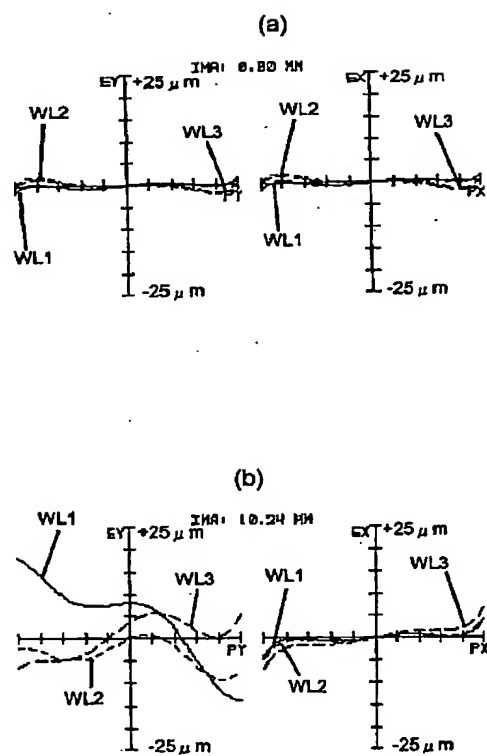 (a)
IMA: 0.00 MM
EY +25 μm
EX +25 μm
WL2
WL3
WL2
WL3
PX
WL1
WL1
-25 μm
-25 μm
(b)
IMA: 10.24 MM
EY +25 μm
EX +25 μm
WL1
WL3
WL1
WL3
PY
PX
WL2
WL2
-25 μm
-25 μm